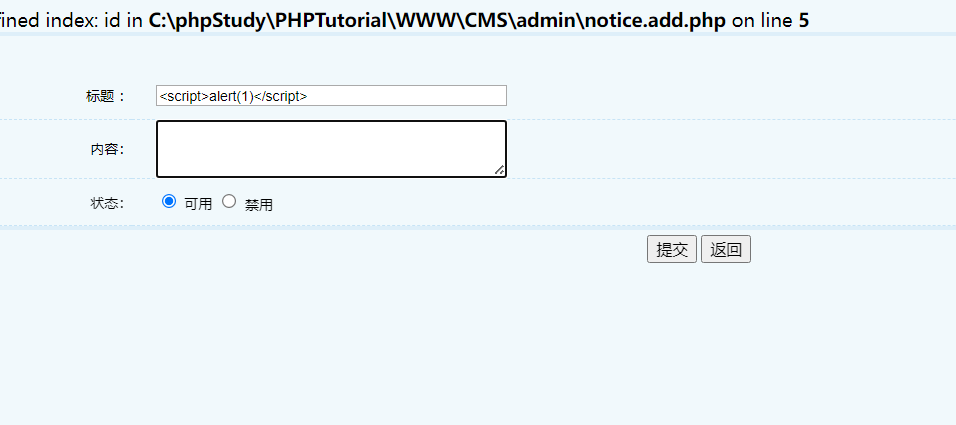 fined index: id in C:\phpStudy\PHPTutorial\WWW\CMS\admin\notice.add.php on line 5
标题： <script>alert(1)</script>
内容：
状态： 可用 禁用
提交 返回